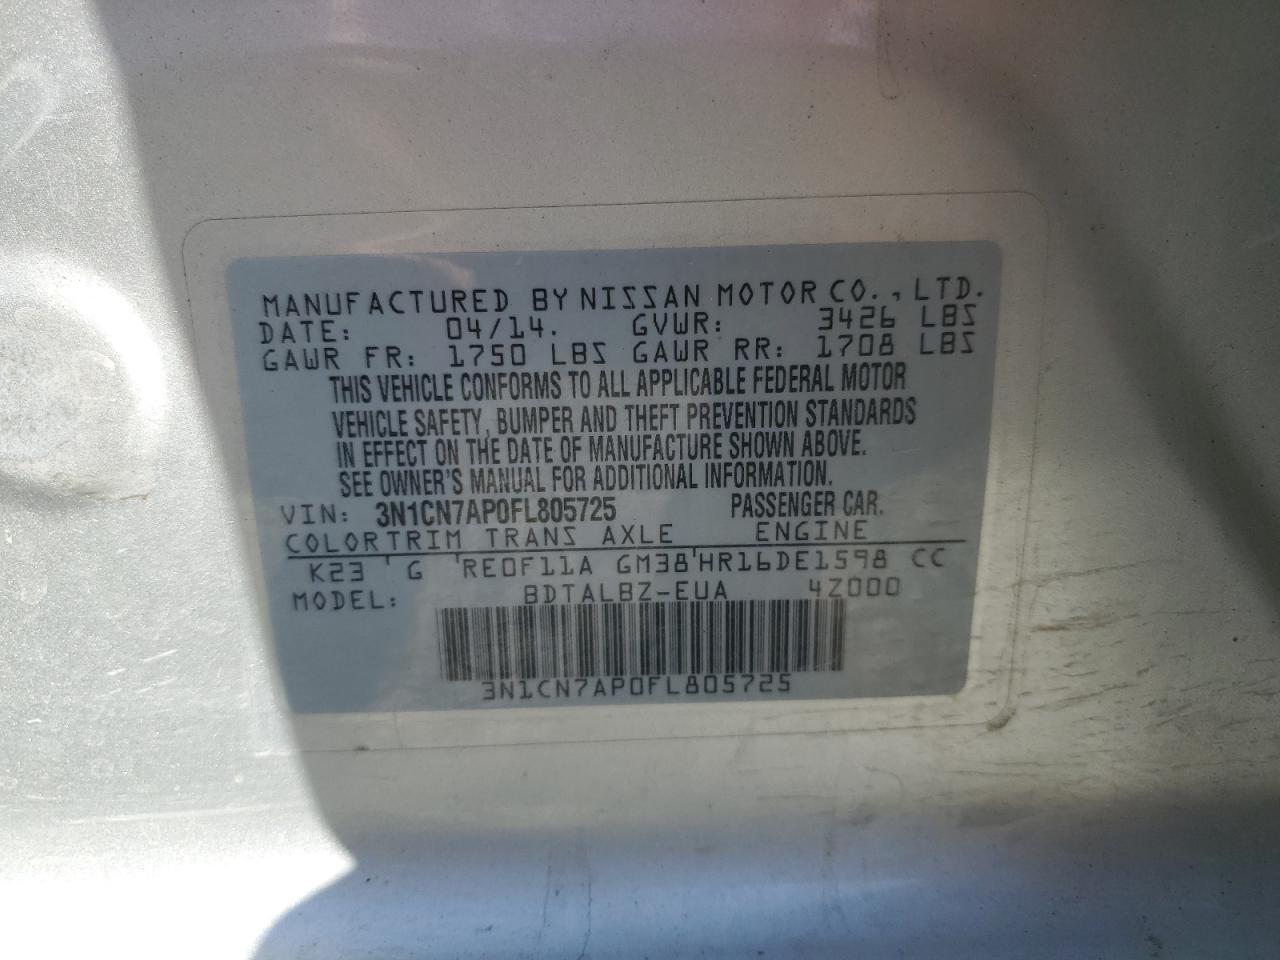 MANUFACTURED BY NISSAN MOTOR CO., LTD.
DATE: 04/14. GVWR: 3426 LBS
GAWR FR: 1750 LBS GAWR RR: 1708 LBS
THIS VEHICLE CONFORMS TO ALL APPLICABLE FEDERAL MOTOR
VEHICLE SAFETY, BUMPER AND THEFT PREVENTION STANDARDS
IN EFFECT ON THE DATE OF MANUFACTURE SHOWN ABOVE.
SEE OWNER'S MANUAL FOR ADDITIONAL INFORMATION.
VIN: 3N1CN7AP0FL805725 PASSENGER CAR.
COLOR TRIM TRANS AXLE ENGINE
K23 ' G 'RE0F11A GM38'HR16DE1598 CC
MODEL: BDTALBZ-EUA 4Z000
3N1CN7AP0FL805725